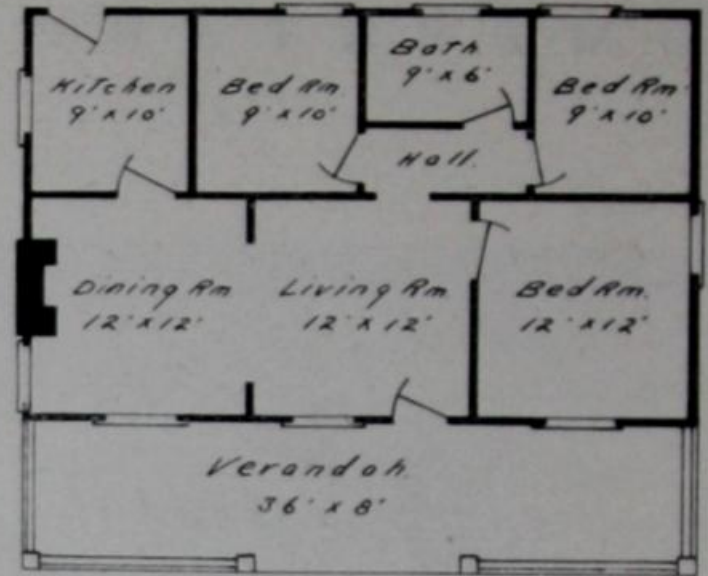 Kitchen
9' x 10'
Bed Rm
9' x 10'
Bath
9' x 6'
Bed Rm
9' x 10'
Hall.
Dining Rm
12' x 12'
Living Rm
12' x 12'
Bed Rm.
12' x 12'
Verandah.
36' x 8'